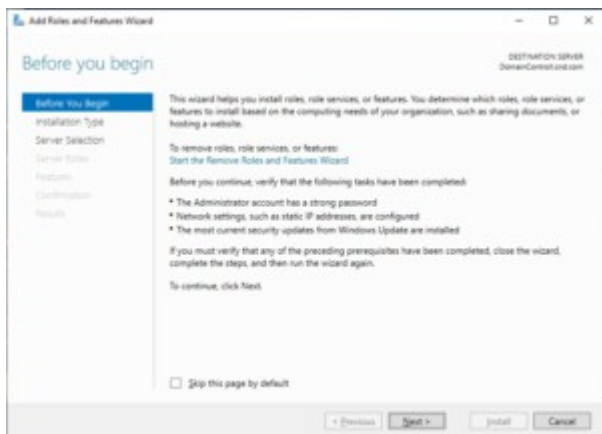 Add Roles and Features Wizard
Before you begin
DESTINATION SERVER
Before You Begin
Installation Type
Server Selection
Server Roles
Features
Confirmation
Results
This wizard helps you install roles, role services, or features. You determine which roles, role services, or
features to install based on the computing needs of your organization, such as sharing documents, or
hosting a website.
To remove roles, role services, or features:
Start the Remove Roles and Features Wizard
Before you continue, verify that the following tasks have been completed:
• The Administrator account has a strong password
• Network settings, such as static IP addresses, are configured
• The most current security updates from Windows Update are installed
If you must verify that any of the preceding prerequisites have been completed, close the wizard,
complete the steps, and then run the wizard again.
To continue, click Next.
Skip this page by default
< Previous
Next >
Install
Cancel